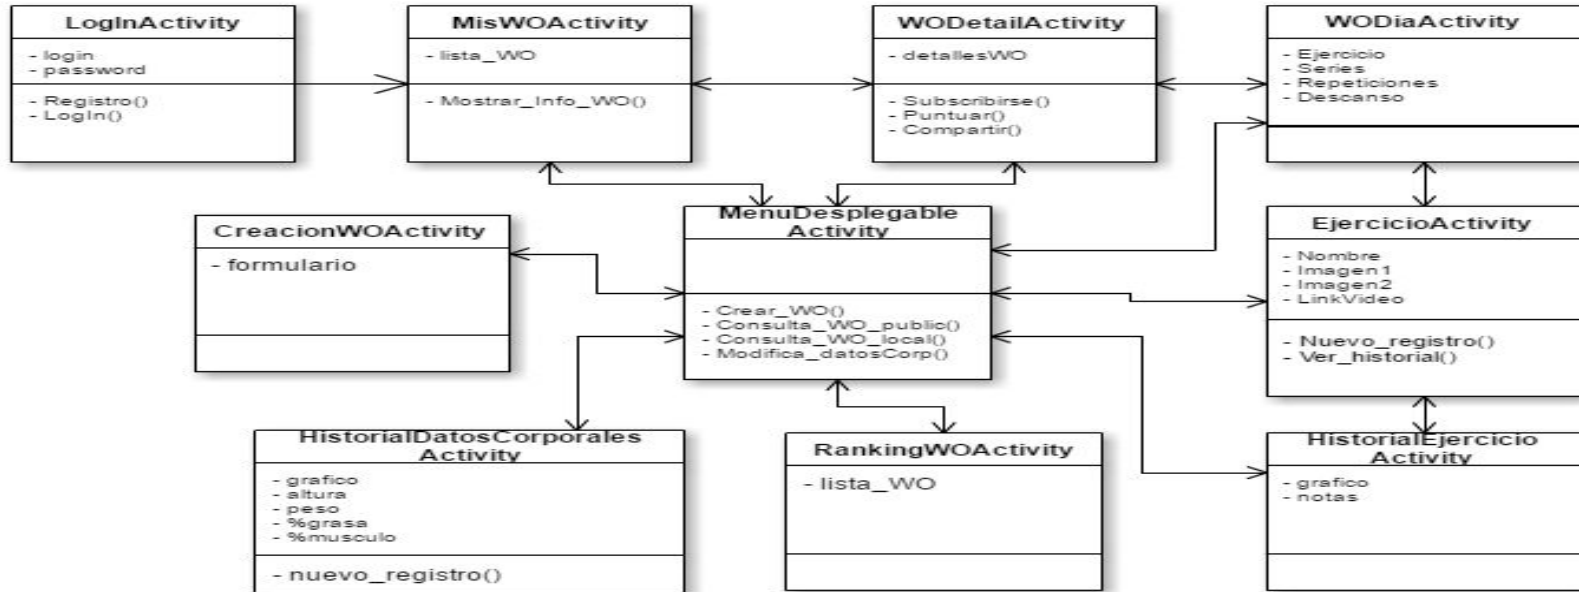 LogInActivity
- login
- password
- Registro()
- LogIn()
MisWOActivity
- lista_WO
- Mostrar_Info_WO()
WODetailActivity
- detallesWO
- Subscribirse()
- Puntuar()
- Compartir()
WODiaActivity
- Ejercicio
- Series
- Repeticiones
- Descanso
CreacionWOActivity
- formulario
MenuDesplegable
Activity
- Crear_WO()
- Consulta_WO_public()
- Consulta_WO_local()
- Modifica_datosCorp()
EjercicioActivity
- Nombre
- Imagen1
- Imagen2
- LinkVideo
- Nuevo_registro()
- Ver_historial()
HistorialDatosCorporales
Activity
- grafico
- altura
- peso
- %grasa
- %musculo
- nuevo_registro()
RankingWOActivity
- lista_WO
HistorialEjercicio
Activity
- grafico
- notas